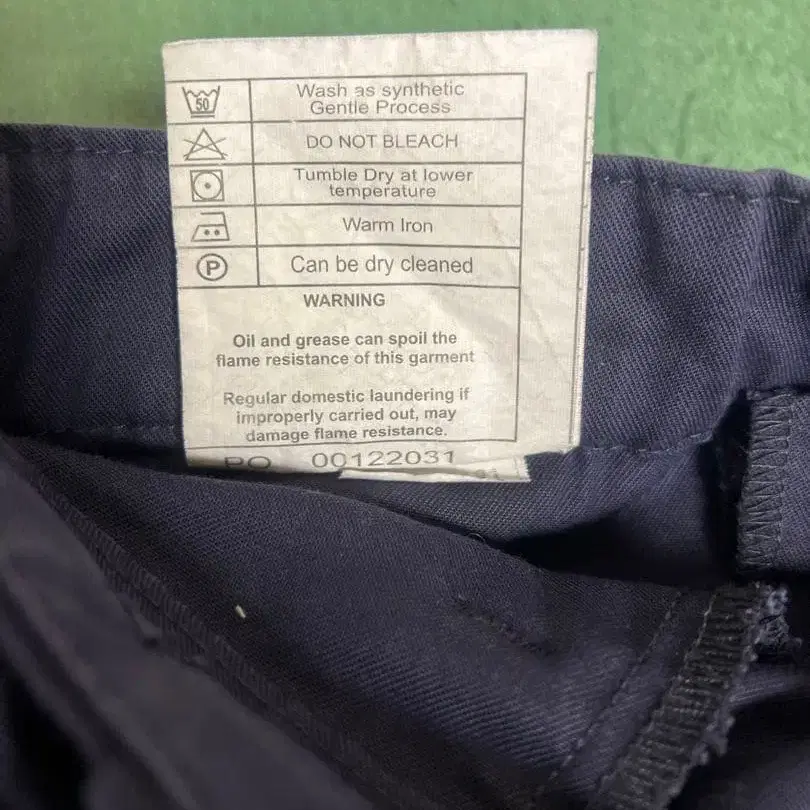 50
Wash as synthetic
Gentle Process
DO NOT BLEACH
Tumble Dry at lower
temperature
Warm Iron
P
Can be dry cleaned
WARNING
Oil and grease can spoil the
flame resistance of this garment
Regular domestic laundering if
improperly carried out, may
damage flame resistance.
PO 00122031